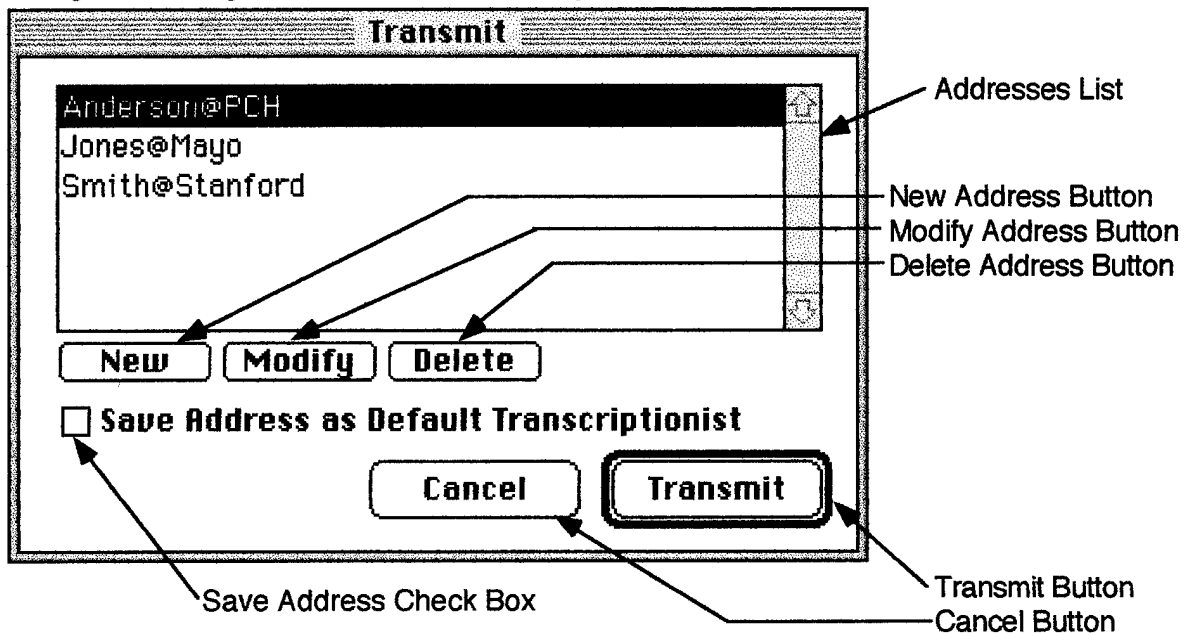 Transmit
Anderson@PCH
Addresses List
Jones@Mayo
Smith@Stanford
New Address Button
Modify Address Button
Delete Address Button
New Modify Delete
Save Address as Default Transcriptionist
Cancel Transmit
Save Address Check Box
Transmit Button
Cancel Button